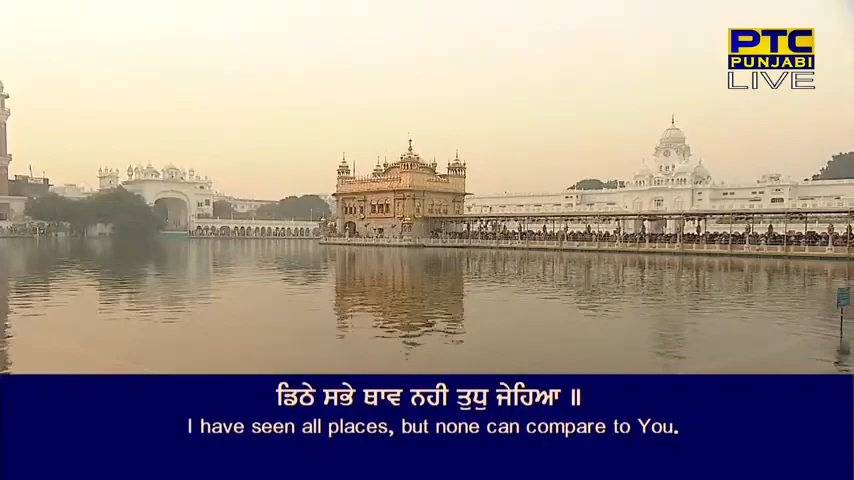 PTC
PUNJABI
LIVE
ਡਿਠੇ ਸਭੇ ਥਾਵ ਨਹੀ ਤੁਧੁ ਜੇਹਿਆ ॥
I have seen all places, but none can compare to You.